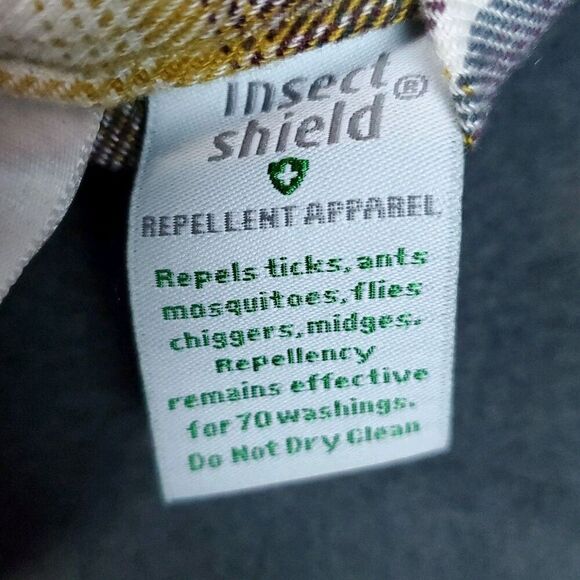 Insect
shield®
REPELLENT APPAREL
Repels ticks, ants
mosquitoes, flies
chiggers, midges.
Repellency
remains effective
for 70 washings.
Do Not Dry Clean